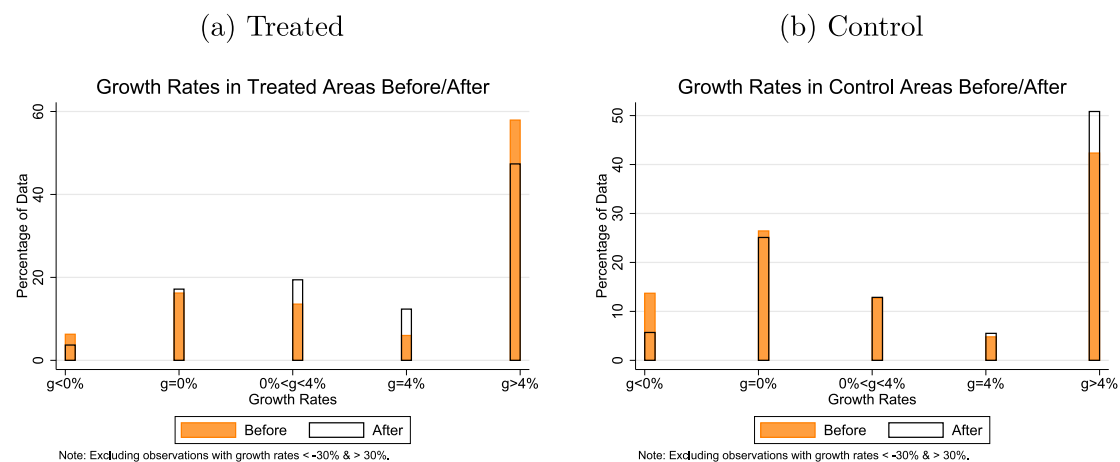 (a) Treated
Growth Rates in Treated Areas Before/After
Percentage of Data
60
40
20
0
g<0%
g=0%
0%<g<4%
g=4%
g>4%
Growth Rates
Before
After
Note: Excluding observations with growth rates < -30% & > 30%.
(b) Control
Growth Rates in Control Areas Before/After
Percentage of Data
50
40
30
20
10
0
g<0%
g=0%
0%<g<4%
g=4%
g>4%
Growth Rates
Before
After
Note: Excluding observations with growth rates < -30% & > 30%.